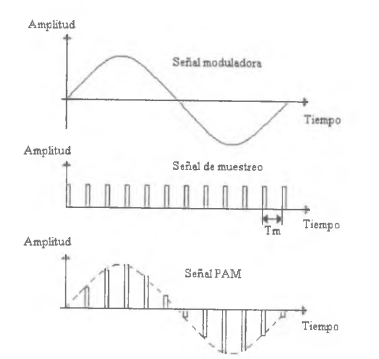 Amplitud
Señal moduladora
Tiempo
Amplitud
Señal de muestreo
Tm
Tiempo
Amplitud
Señal PAM
Tiempo